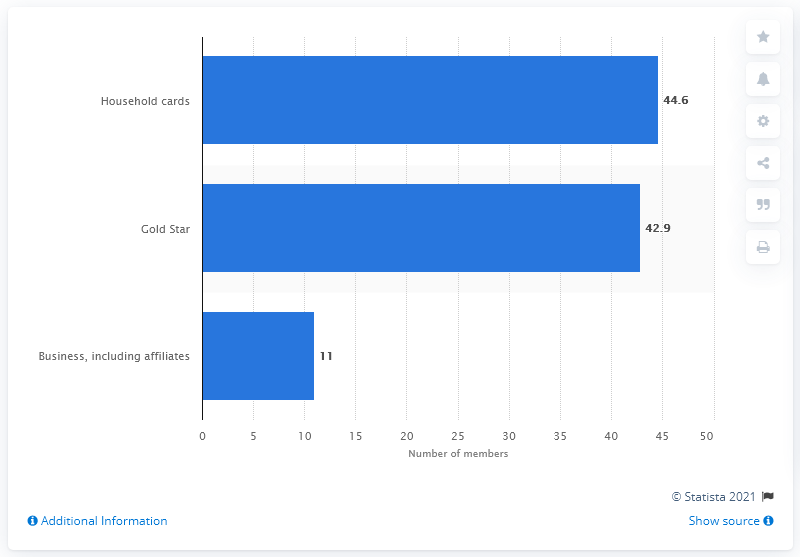 Household cards
44.6
Gold Star
42.9
Business, including affiliates
11
0 5 10 15 20 25 30 35 40 45 50
Number of members
© Statista 2021
Additional Information
Show source